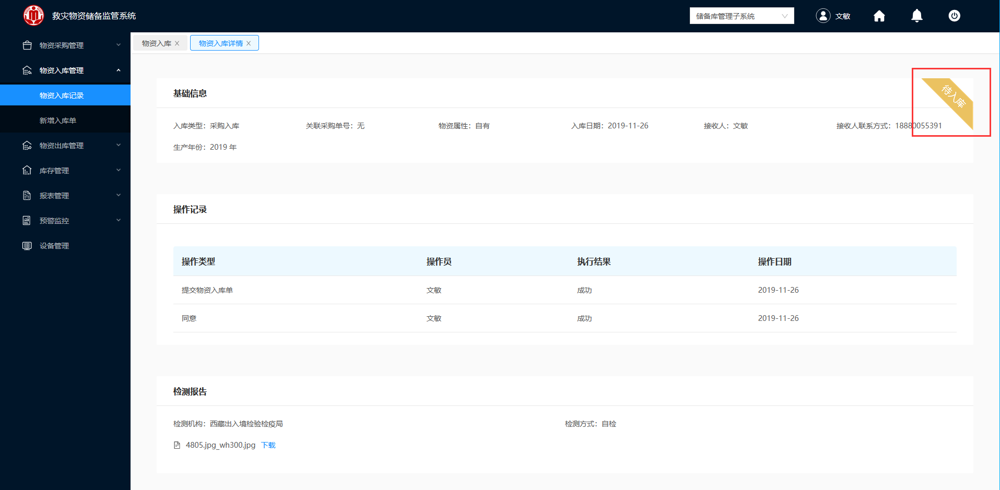 救灾物资储备监管系统
储备库管理子系统
文敏
物资采购管理
物资入库管理
物资入库记录
新增入库单
物资出库管理
库存管理
报表管理
预警监控
设备管理
物资入库
物资入库详情
基础信息
待入库
入库类型：采购入库 关联采购单号：无 物资属性：自有 入库日期：2019-11-26 接收人：文敏 接收人联系方式：18880055391
生产年份：2019 年
操作记录
操作类型 操作员 执行结果 操作日期
提交物资入库单 文敏 成功 2019-11-26
同意 文敏 成功 2019-11-26
检测报告
检测机构：西藏出入境检验检疫局 检测方式：自检
4805.jpg_wh300.jpg 下载